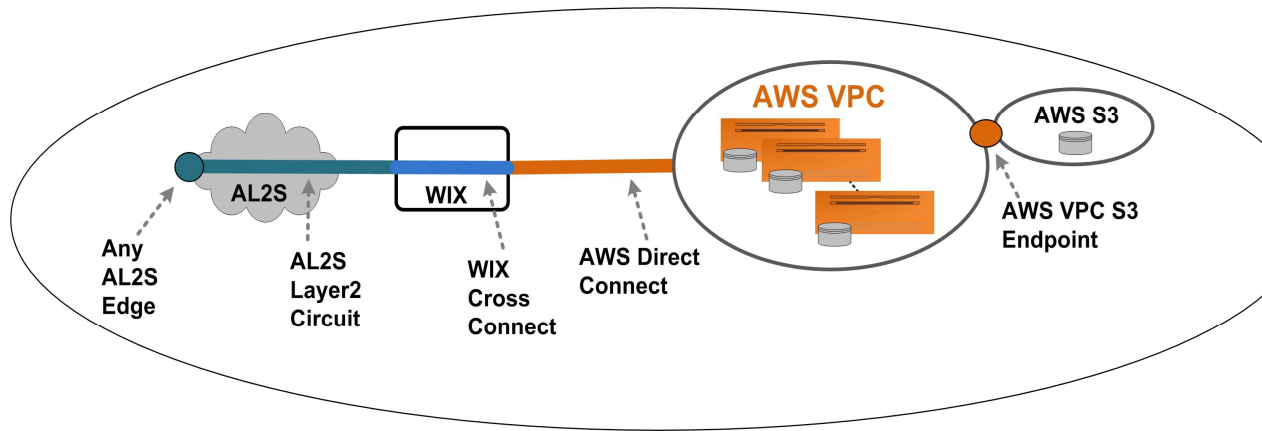 AWS VPC
AWS S3
AL2S
WIX
Any
AL2S
Edge
AL2S
Layer2
Circuit
WIX
Cross
Connect
AWS Direct
Connect
AWS VPC S3
Endpoint